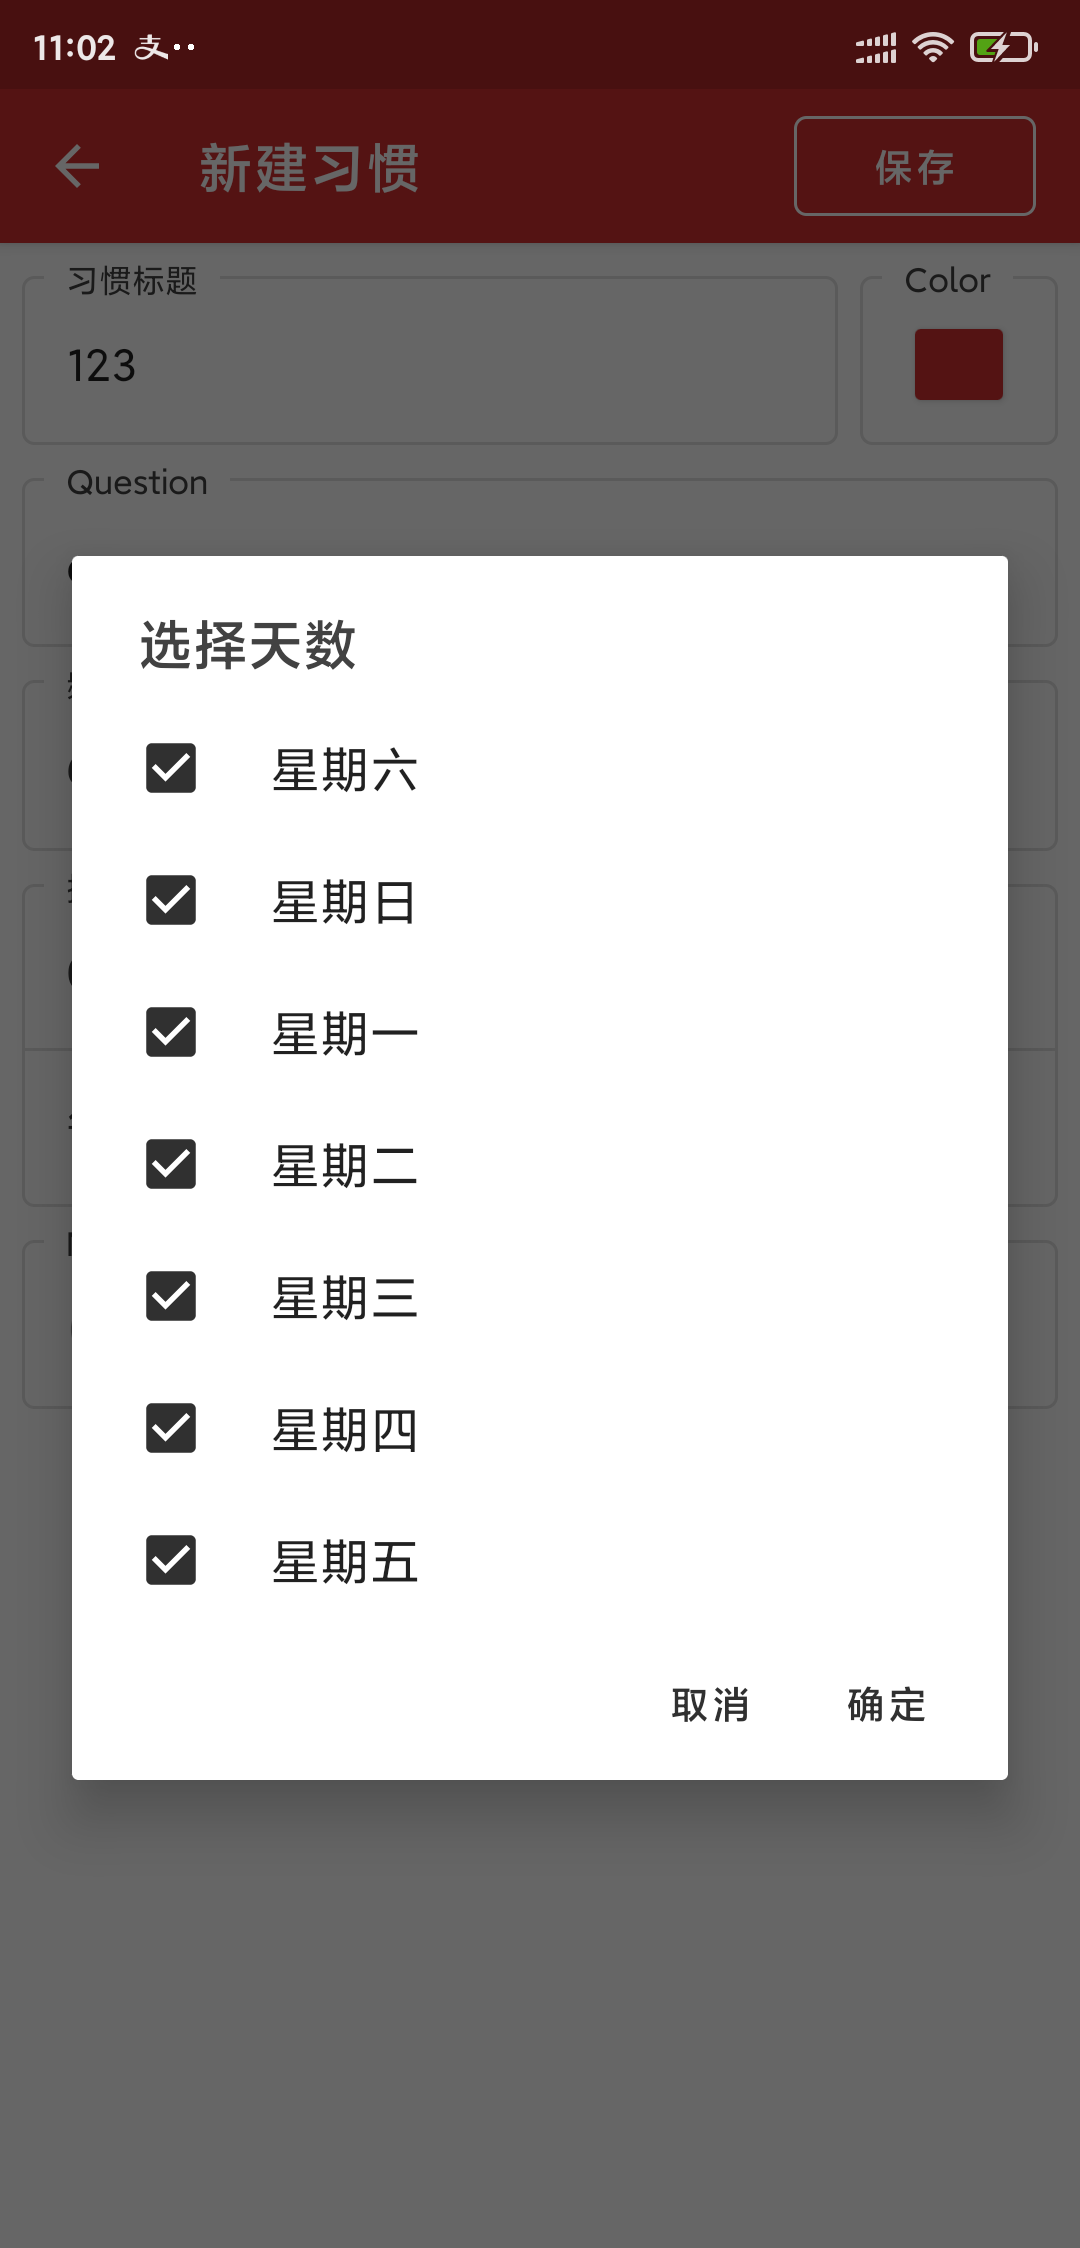 11:02 支
新建习惯 保存
习惯标题 Color
123
Question
选择天数
星期六
星期日
星期一
星期二
星期三
星期四
星期五
取消 确定